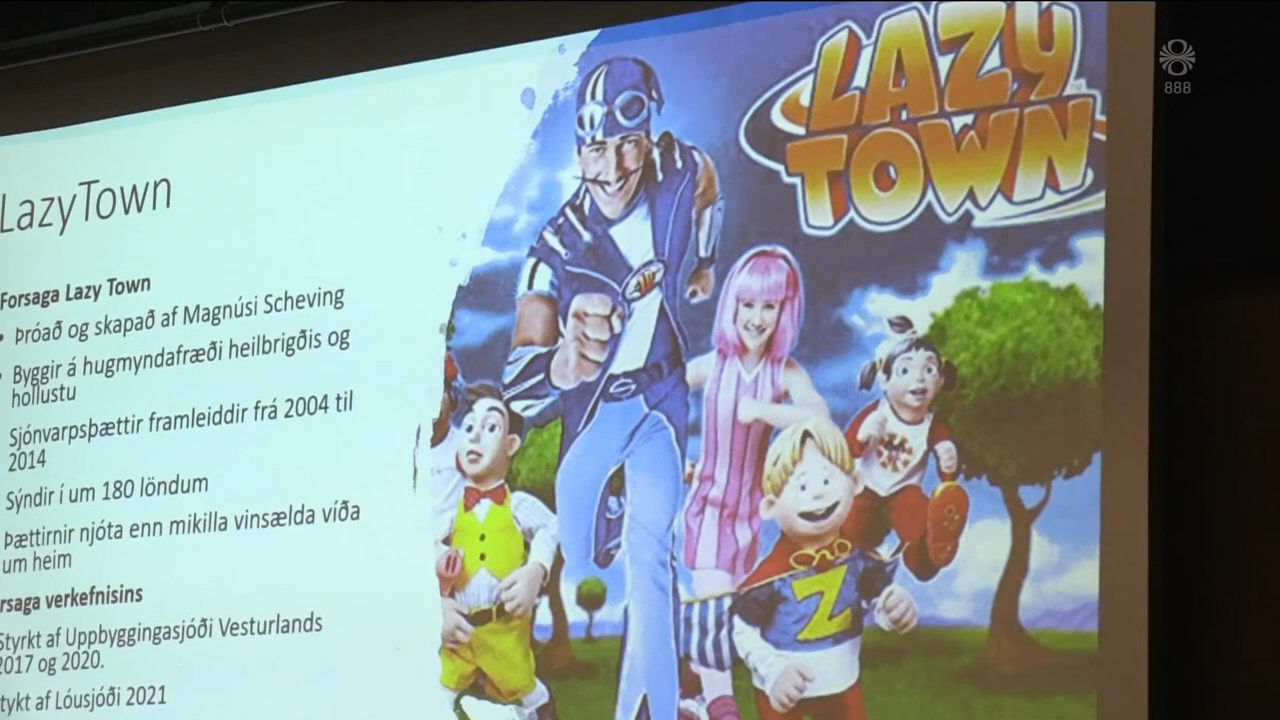 LazyTown
Forsaga Lazy Town
• Þróað og skapað af Magnúsi Scheving
• Byggir á hugmyndafræði heilbrigðis og
hollustu
Sjónvarpsþættir framleiddir frá 2004 til
2014
Sýndir í um 180 löndum
Þættirnir njóta enn mikilla vinsælda víða
um heim
rsaga verkefnisins
Styrkt af Uppbyggingasjóði Vesturlands
2017 og 2020.
tykt af Lóusjóði 2021
LAZY
TOWN
Z
888